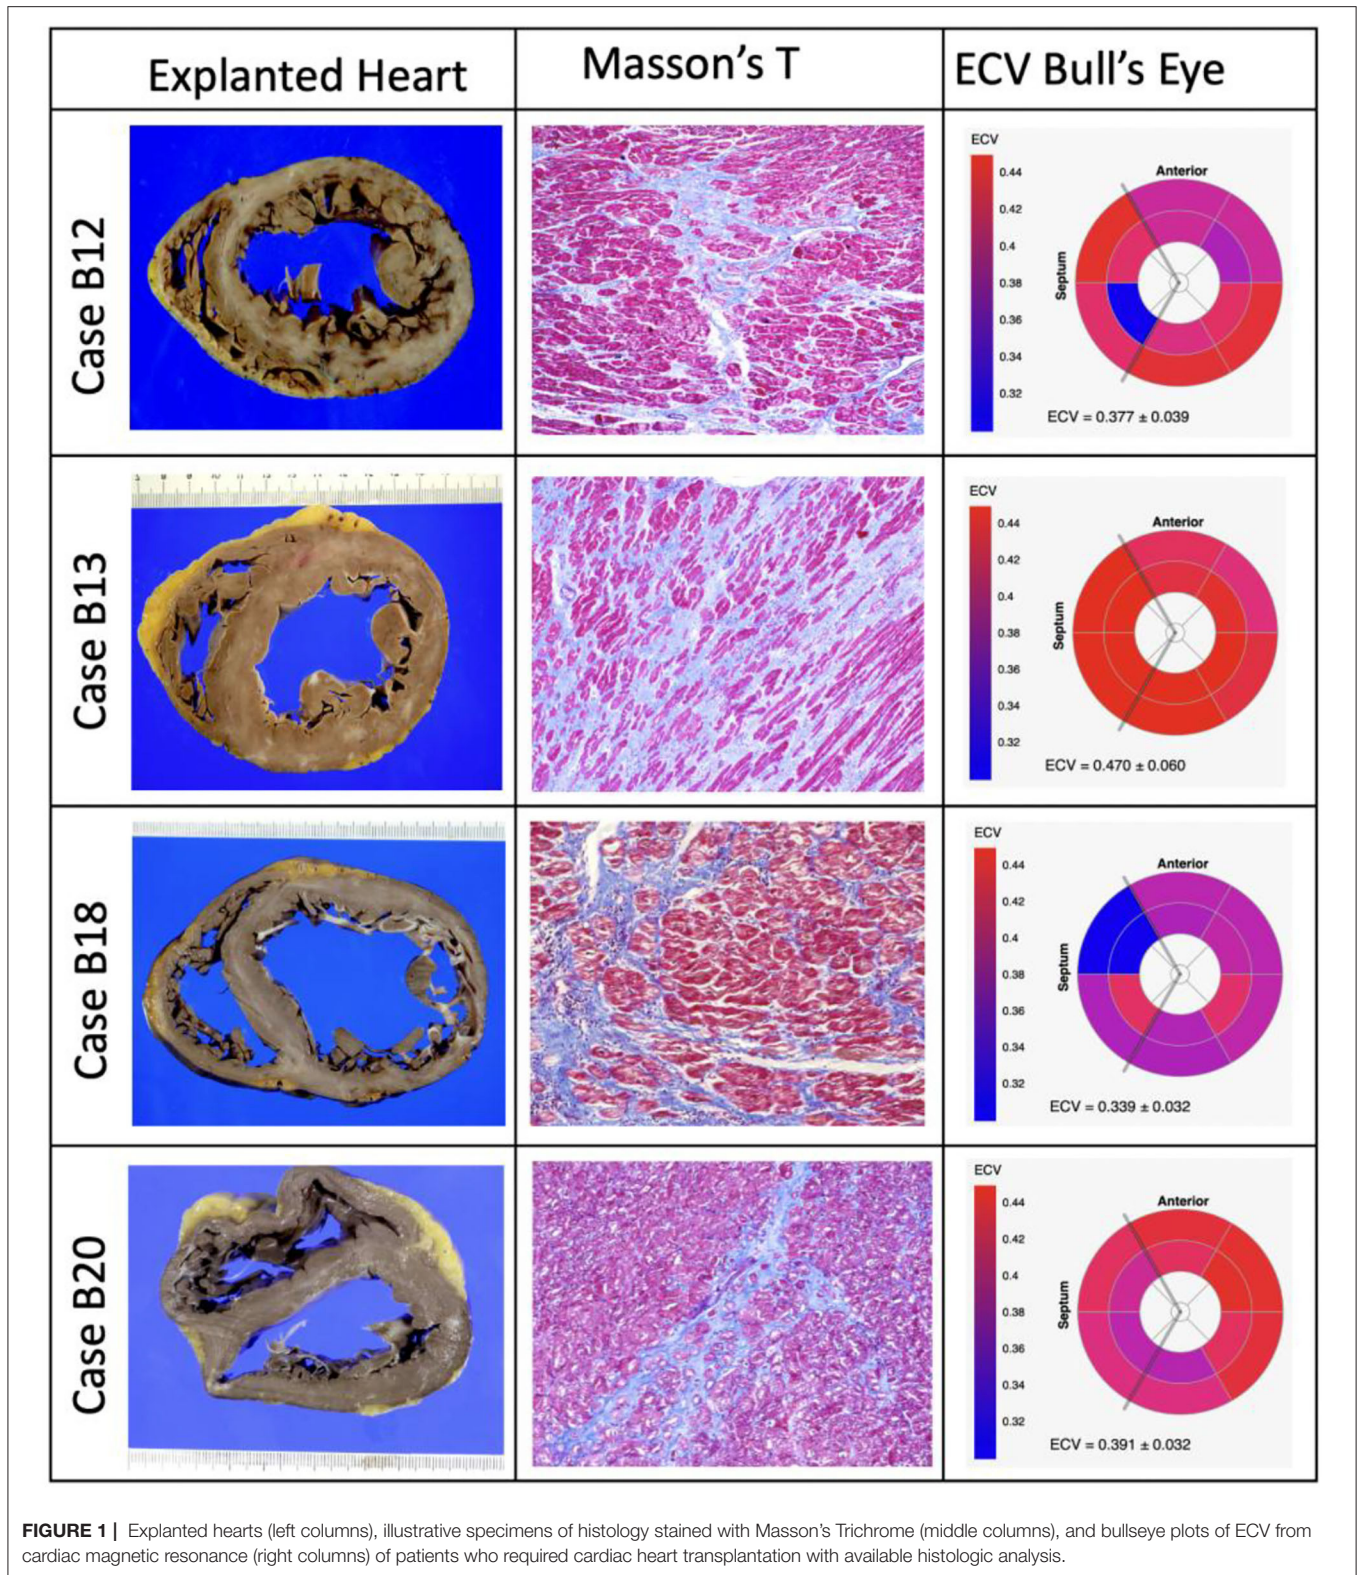 Explanted Heart
Masson's T
ECV Bull's Eye
Case B12
ECV
0.44
0.42
0.4
0.38
0.36
0.34
0.32
Anterior
Septum
ECV = 0.377 ± 0.039
Case B13
ECV
0.44
0.42
0.4
0.38
0.36
0.34
0.32
Anterior
Septum
ECV = 0.470 ± 0.060
Case B18
ECV
0.44
0.42
0.4
0.38
0.36
0.34
0.32
Anterior
Septum
ECV = 0.339 ± 0.032
Case B20
ECV
0.44
0.42
0.4
0.38
0.36
0.34
0.32
Anterior
Septum
ECV = 0.391 ± 0.032
FIGURE 1 | Explanted hearts (left columns), illustrative specimens of histology stained with Masson's Trichrome (middle columns), and bullseye plots of ECV from
cardiac magnetic resonance (right columns) of patients who required cardiac heart transplantation with available histologic analysis.